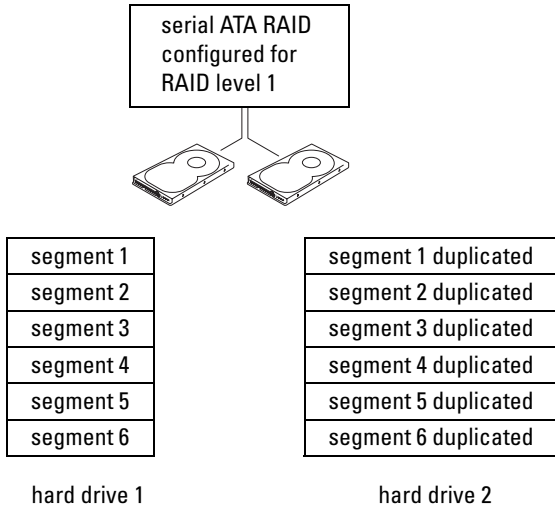 serial ATA RAID
configured for
RAID level 1
segment 1
segment 2
segment 3
segment 4
segment 5
segment 6
hard drive 1
segment 1 duplicated
segment 2 duplicated
segment 3 duplicated
segment 4 duplicated
segment 5 duplicated
segment 6 duplicated
hard drive 2